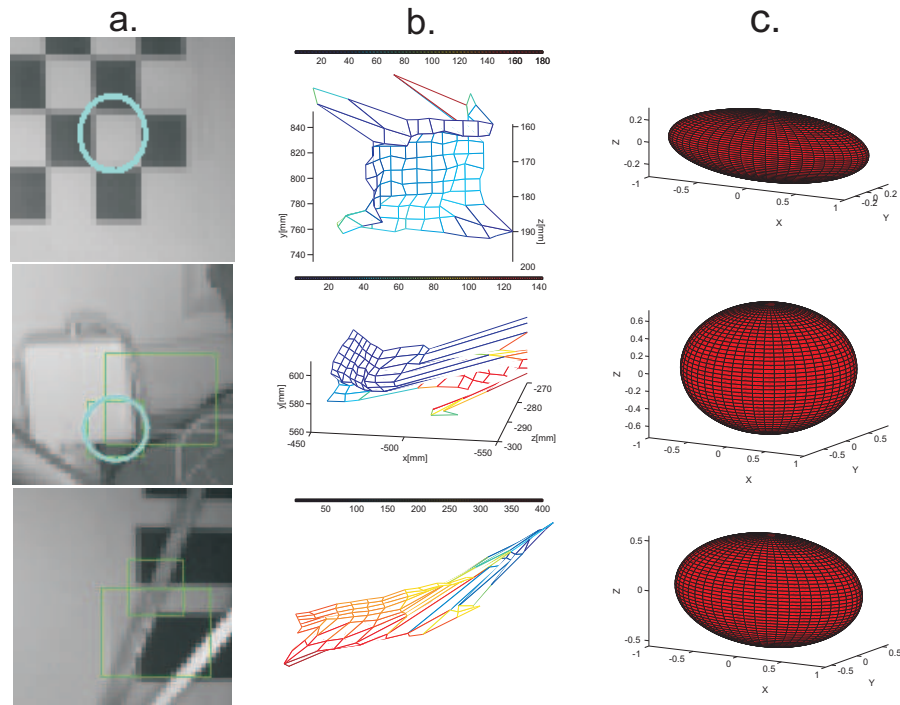 a. b. c.
20 40 60 80 100 120 140 160 180
840
820
800
780
760
740
y[mm]
160
170
180
190
200
z[mm]
0.2
0
-0.2
Z
-1 -0.5 0 0.5 1
X
-0.2 0 0.2
Y
20 40 60 80 100 120 140
600
580
560
y[mm]
-450 -500 -550
x[mm]
-270
-280
-290
-300
z[mm]
0.6
0.4
0.2
0
-0.2
-0.4
-0.6
Z
-1 -0.5 0 0.5 1
X
-0.5 0 0.5
Y
50 100 150 200 250 300 350 400
0.5
0
-0.5
Z
-1 -0.5 0 0.5 1
X
-0.5 0 0.5
Y